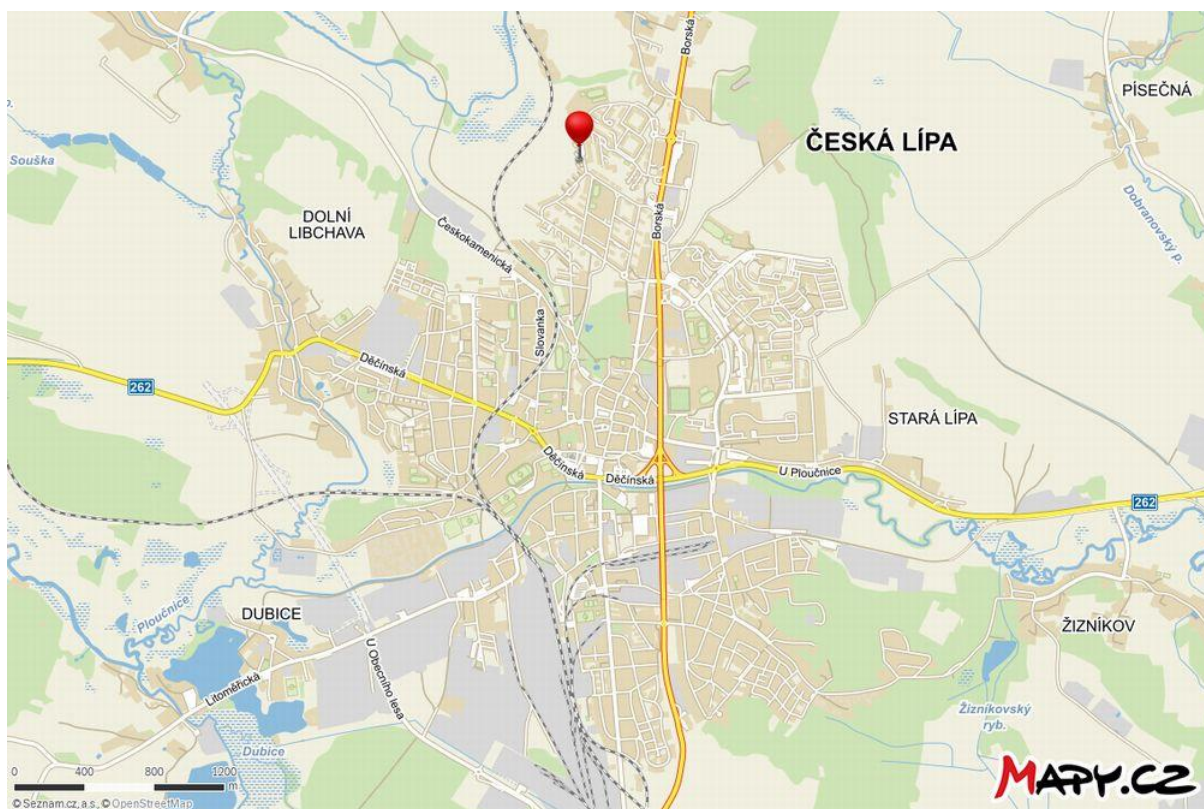 Borská
PÍSEČNÁ
ČESKÁ LÍPA
p.
Souška
Dobranovský p.
DOLNÍ
LIBCHAVA
Českokamenická
Borská
Slovanka
Děčínská
262
STARÁ LÍPA
Děčínská
Děčínská
U Ploučnice
262
Ploučnice
DUBICE
ŽIZNÍKOV
U Obecního lesa
Litoměřická
Žizníkovský
ryb.
Dubice
0 400 800 1200
m
MAPY.CZ
© Seznam.cz, a.s., © OpenStreetMap